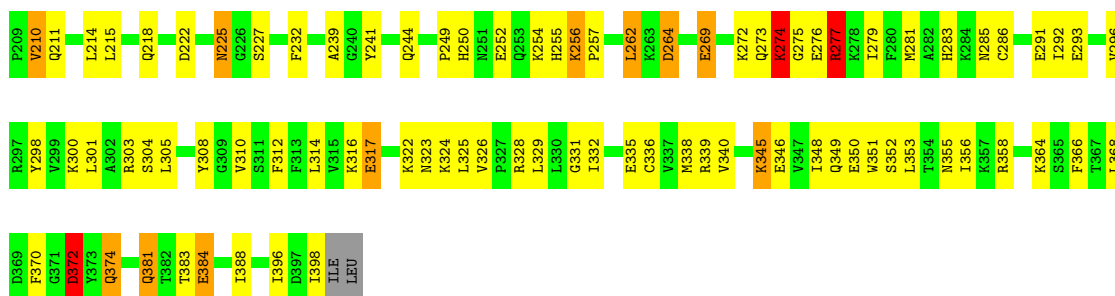 P209 V210 Q211 L214 L215 Q218 D222 N225 G226 S227 F232 A239 G240 Y241 Q244 P249 H250 N251 E252 Q253 K254 H255 K256 P257 L262 K263 D264 E269 K272 Q273 K274 G275 E276 R277 K278 I279 F280 M281 A282 H283 K284 N285 C286 E291 I292 E293 V296
R297 Y298 V299 K300 L301 A302 R303 S304 L305 Y308 G309 V310 S311 F312 F313 L314 V315 K316 E317 K322 N323 K324 L325 V326 P327 R328 L329 L330 G331 I332 E335 C336 V337 M338 R339 V340 K345 E346 V347 I348 Q349 E350 W351 S352 L353 T354 N355 I356 K357 R358 K364 S365 F366 T367 L368
D369 F370 G371 D372 Y373 Q374 Q381 T382 T383 E384 I388 I396 D397 I398 ILE LEU